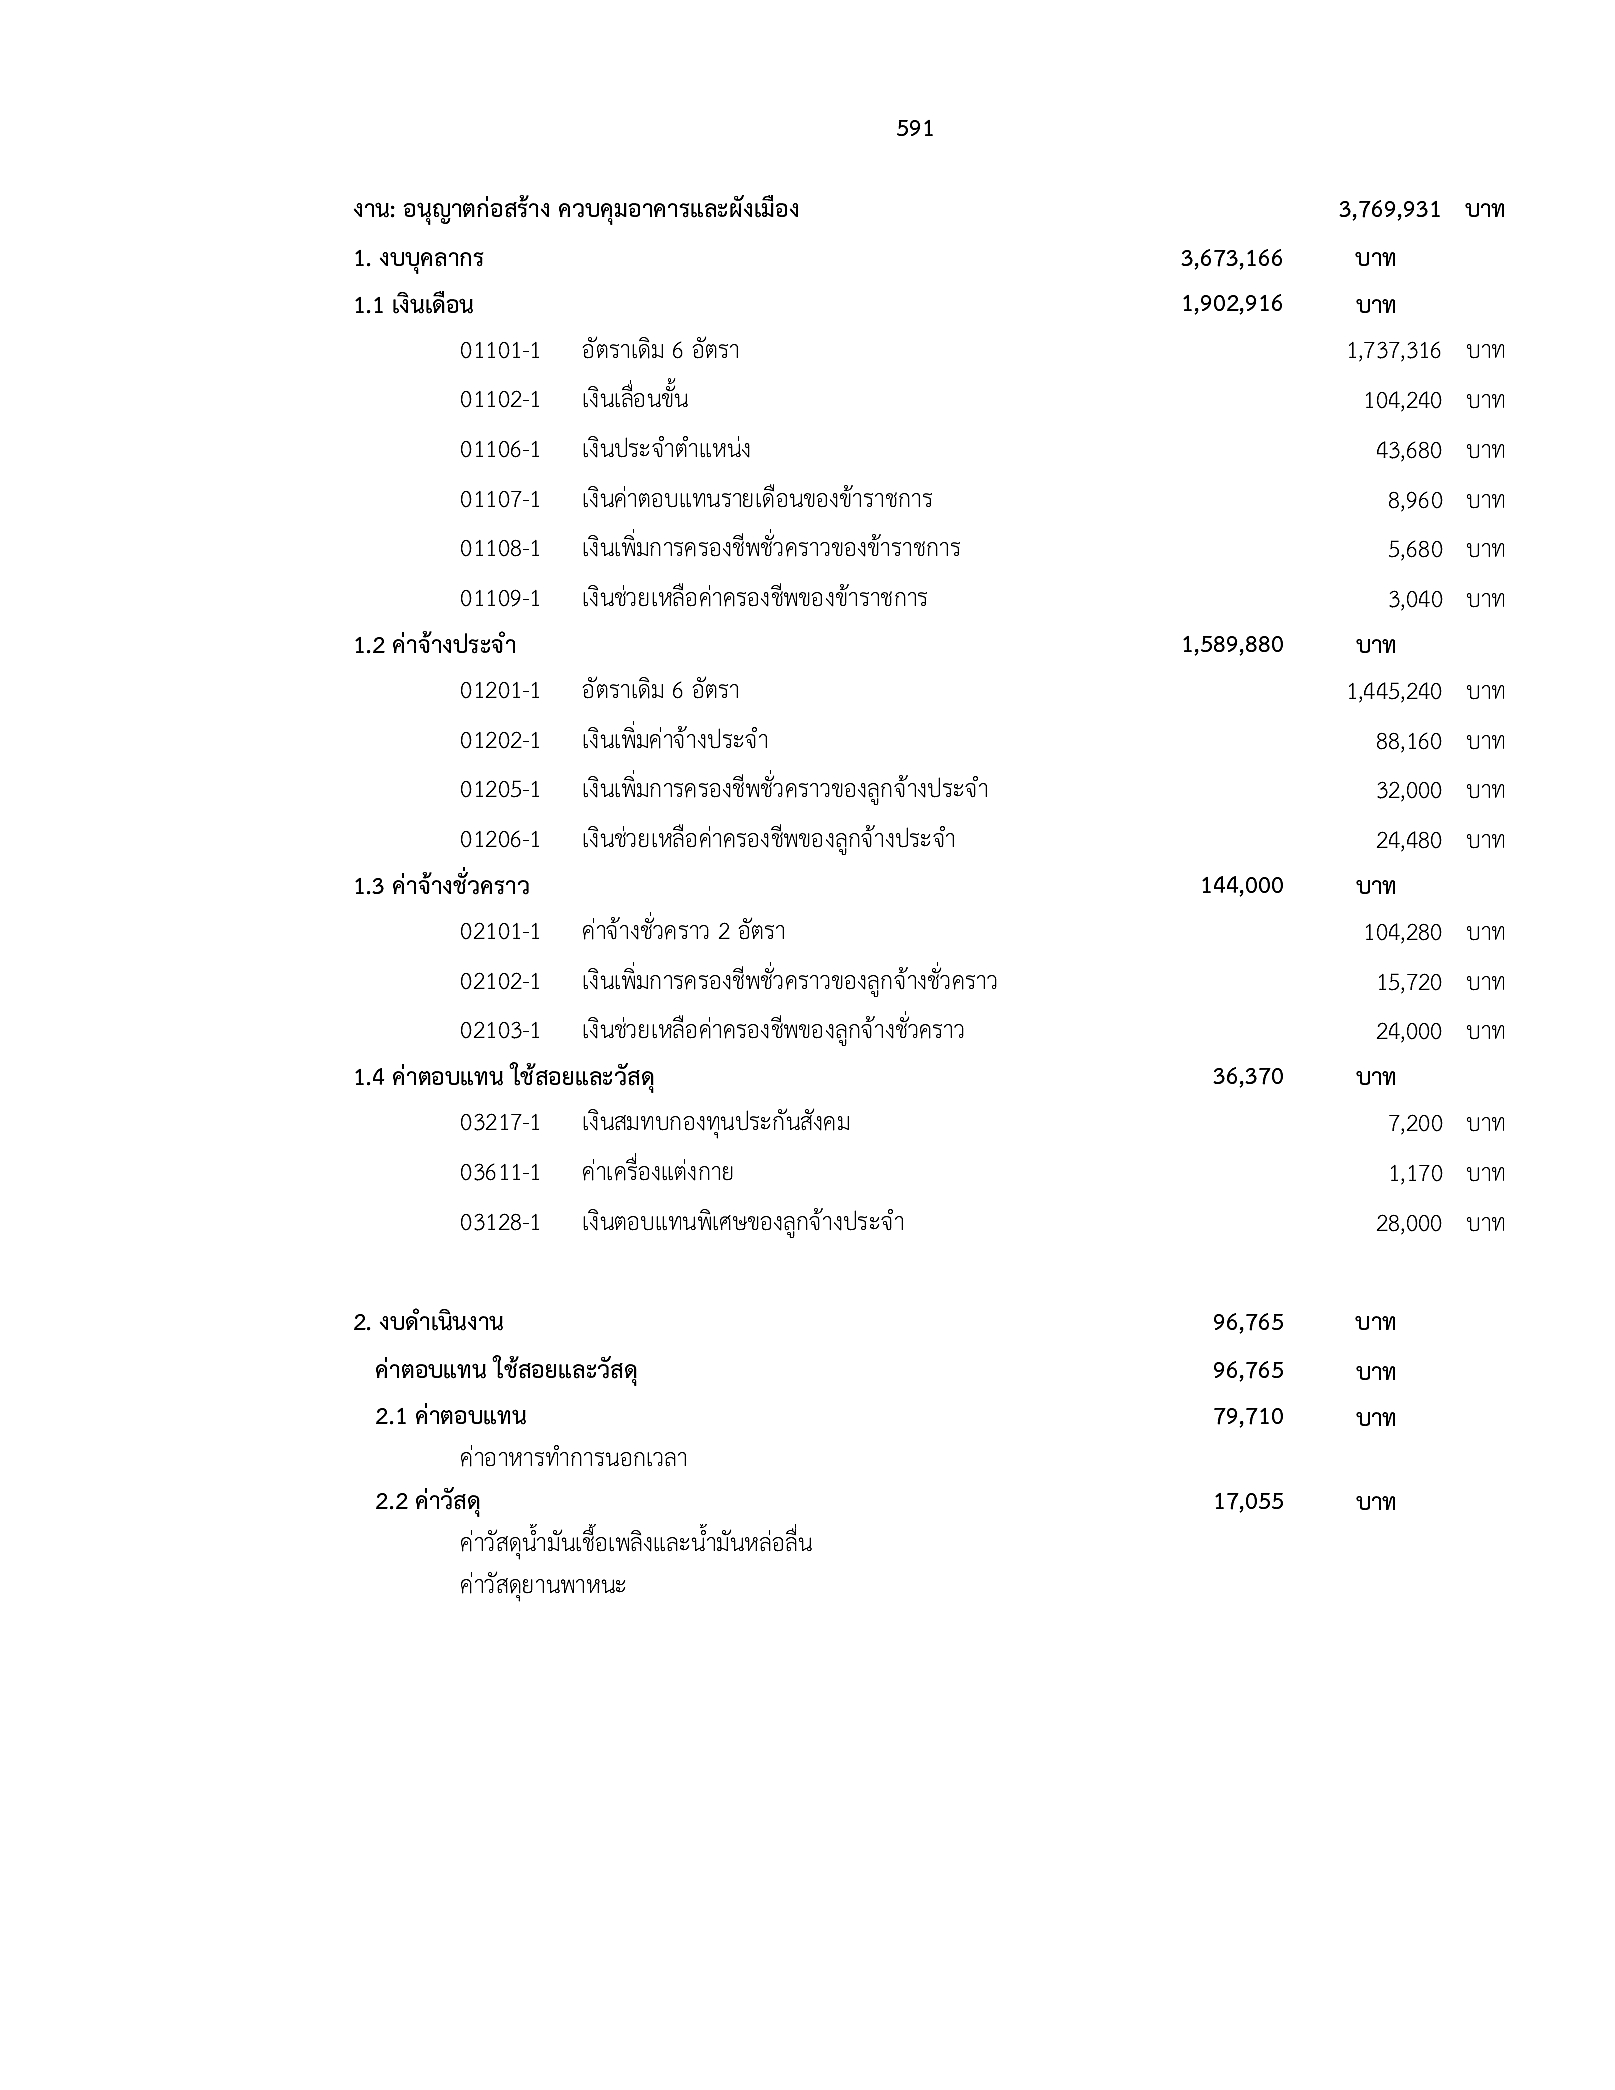 591
งาน: อนุญาตก่อสร้าง ควบคุมอาคารและผังเมือง 3,769,931 บาท
1. งบบุคลากร 3,673,166 บาท
1.1 เงินเดือน 1,902,916 บาท
01101-1 อัตราเดิม 6 อัตรา 1,737,316 บาท
01102-1 เงินเลื่อนขั้น 104,240 บาท
01106-1 เงินประจำตำแหน่ง 43,680 บาท
01107-1 เงินค่าตอบแทนรายเดือนของข้าราชการ 8,960 บาท
01108-1 เงินเพิ่มการครองชีพชั่วคราวของข้าราชการ 5,680 บาท
01109-1 เงินช่วยเหลือค่าครองชีพของข้าราชการ 3,040 บาท
1.2 ค่าจ้างประจำ 1,589,880 บาท
01201-1 อัตราเดิม 6 อัตรา 1,445,240 บาท
01202-1 เงินเพิ่มค่าจ้างประจำ 88,160 บาท
01205-1 เงินเพิ่มการครองชีพชั่วคราวของลูกจ้างประจำ 32,000 บาท
01206-1 เงินช่วยเหลือค่าครองชีพของลูกจ้างประจำ 24,480 บาท
1.3 ค่าจ้างชั่วคราว 144,000 บาท
02101-1 ค่าจ้างชั่วคราว 2 อัตรา 104,280 บาท
02102-1 เงินเพิ่มการครองชีพชั่วคราวของลูกจ้างชั่วคราว 15,720 บาท
02103-1 เงินช่วยเหลือค่าครองชีพของลูกจ้างชั่วคราว 24,000 บาท
1.4 ค่าตอบแทน ใช้สอยและวัสดุ 36,370 บาท
03217-1 เงินสมทบกองทุนประกันสังคม 7,200 บาท
03611-1 ค่าเครื่องแต่งกาย 1,170 บาท
03128-1 เงินตอบแทนพิเศษของลูกจ้างประจำ 28,000 บาท
2. งบดำเนินงาน 96,765 บาท
ค่าตอบแทน ใช้สอยและวัสดุ 96,765 บาท
2.1 ค่าตอบแทน 79,710 บาท
ค่าอาหารทำการนอกเวลา
2.2 ค่าวัสดุ 17,055 บาท
ค่าวัสดุน้ำมันเชื้อเพลิงและน้ำมันหล่อลื่น
ค่าวัสดุยานพาหนะ